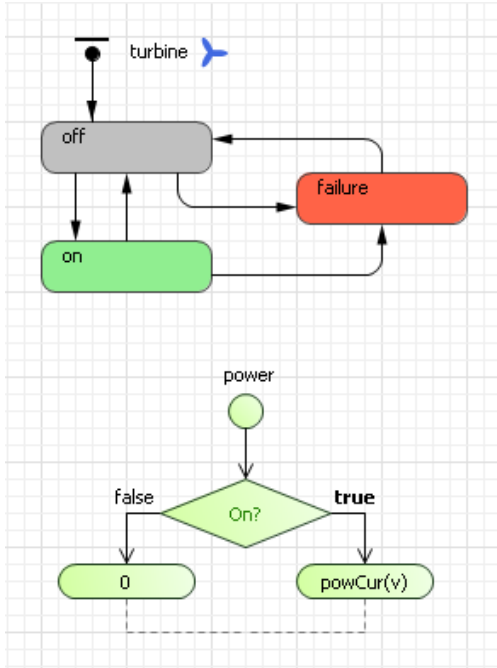 turbine
off
failure
on
power
false
On?
true
0
powCur(v)